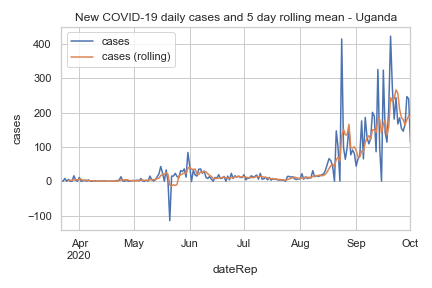 New COVID-19 daily cases and 5 day rolling mean - Uganda
cases
cases (rolling)
400
300
200
100
0
−100
cases
Apr
2020
May
Jun
Jul
Aug
Sep
Oct
dateRep